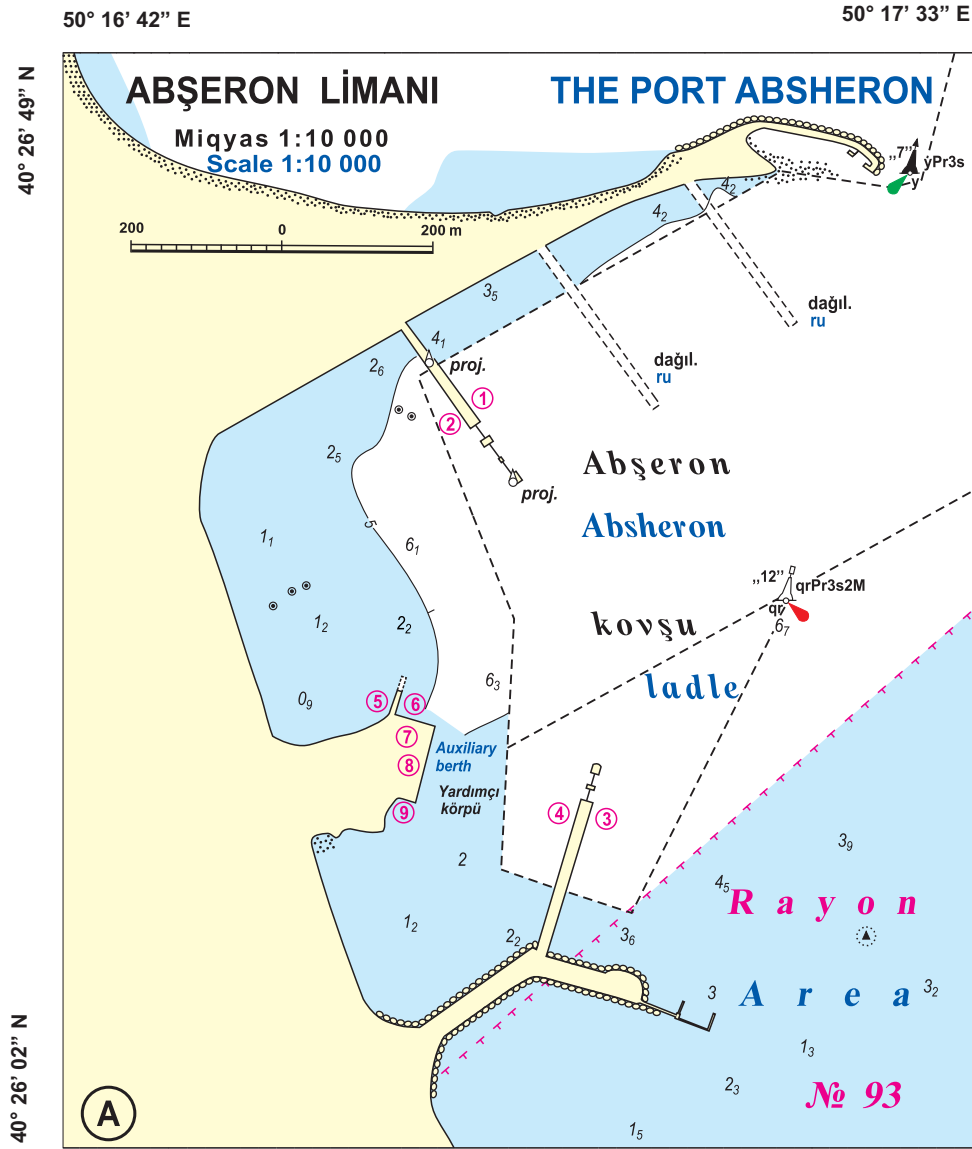 50° 16’ 42” E
50° 17’ 33” E
40° 26’ 49” N
ABŞERON LİMANI
THE PORT ABSHERON
Miqyas 1:10 000
Scale 1:10 000
200 0 200 m
„7”
yPr3s
y
4₂
4₂
3₅
dağıl.
ru
dağıl.
ru
4₁
2₆
proj.
1
2
2₅
proj.
Abşeron
Absheron
5
1₁
6₁
„12”
qrPr3s2M
qr
6₇
1₂
2₂
kovşu
ladle
6₃
0₉
5
6
7
8
9
Auxiliary
berth
Yardımçı
körpü
4
3
2
3₉
4₅
Rayon
1₂
2₂
3₆
3
Area
3₂
1₃
2₃
№ 93
1₅
40° 26’ 02” N
A